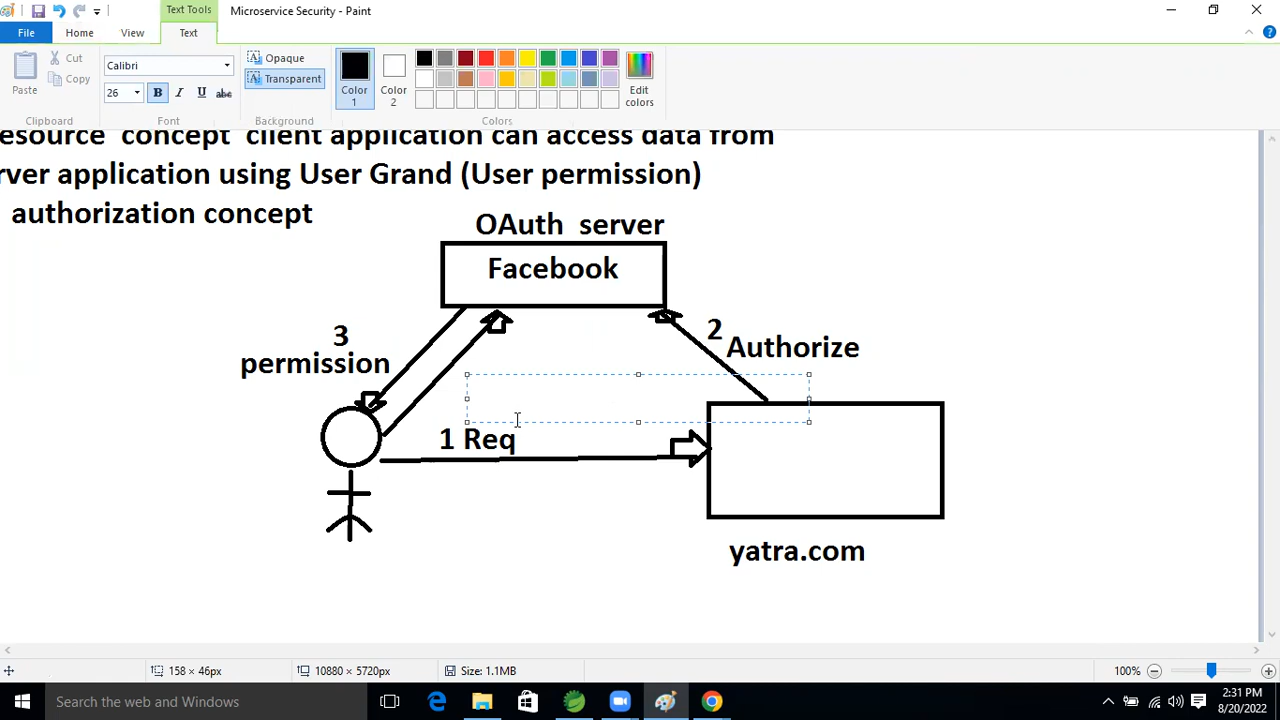 Text Tools
Microservice Security - Paint
File
Home
View
Text
Paste
Cut
Copy
Clipboard
Calibri
26
B
I
U
abc
Font
Opaque
Transparent
Background
Color
1
Color
2
Edit
colors
Colors
esource concept client application can access data from
rver application using User Grand (User permission)
authorization concept
OAuth server
Facebook
3
permission
2
Authorize
1 Req
yatra.com
158 × 46px
10880 × 5720px
Size: 1.1MB
100%
Search the web and Windows
2:31 PM
8/20/2022